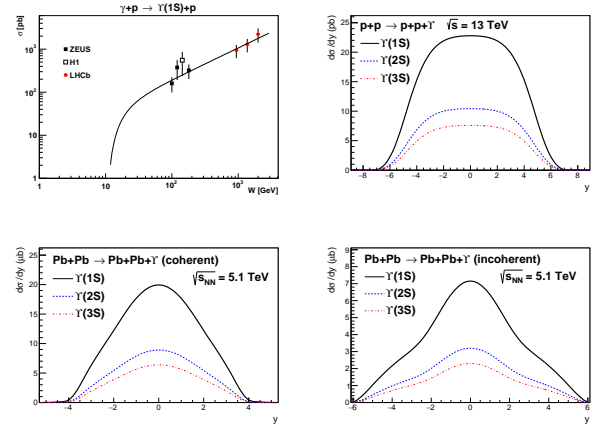 γ+p → ϒ(1S)+p
σ [pb]
10³
10²
10
1
ZEUS
H1
LHCb
1
10
10²
10³
W [GeV]
dσ/dy (pb)
25
20
15
10
5
0
p+p → p+p+ϒ √s = 13 TeV
ϒ(1S)
ϒ(2S)
ϒ(3S)
−8 −6 −4 −2 0 2 4 6 8
y
dσ/dy (μb)
30
25
20
15
10
5
0
Pb+Pb → Pb+Pb+ϒ (coherent)
ϒ(1S) √sNN = 5.1 TeV
ϒ(2S)
ϒ(3S)
−4 −2 0 2 4
y
dσ/dy (μb)
9
8
7
6
5
4
3
2
1
0
Pb+Pb → Pb+Pb+ϒ (incoherent)
ϒ(1S) √sNN = 5.1 TeV
ϒ(2S)
ϒ(3S)
−6 −4 −2 0 2 4 6
y